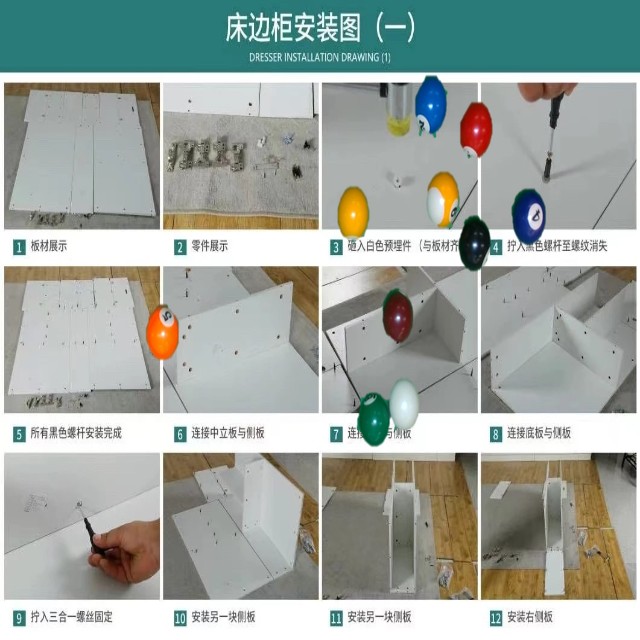 床边柜安装图（一）
DRESSER INSTALLATION DRAWING (1)
1 板材展示
2 零件展示
3 砸入白色预埋件 （与板材齐
4 拧入黑色螺杆至螺纹消失
5 所有黑色螺杆安装完成
6 连接中立板与侧板
7 连接 与侧板
8 连接底板与侧板
9 拧入三合一螺丝固定
10 安装另一块侧板
11 安装另一块侧板
12 安装右侧板